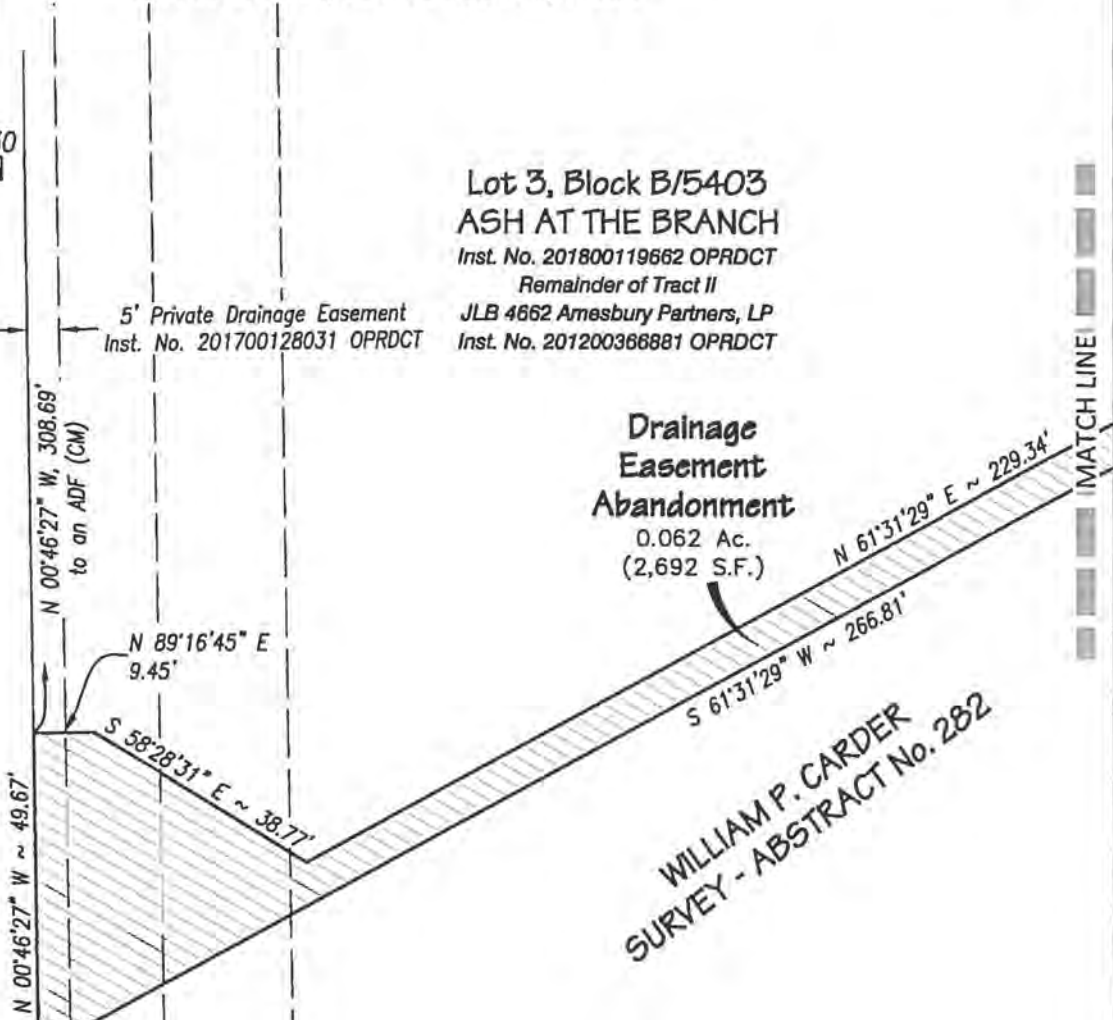 Lot 3, Block B/5403
ASH AT THE BRANCH
Inst. No. 201800119662 OPRDCT
Remainder of Tract II
JLB 4662 Amesbury Partners, LP
Inst. No. 201200366881 OPRDCT
5' Private Drainage Easement
Inst. No. 201700128031 OPRDCT
N 00°46'27" W, 308.69'
to an ADF (CM)
Drainage
Easement
Abandonment
0.062 Ac.
(2,692 S.F.)
N 61°31'29" E ~ 229.34'
MATCH LINE
S 61°31'29" W ~ 266.81'
N 89°16'45" E
9.45'
S 58°28'31" E ~ 38.77'
N 00°46'27" W ~ 49.67'
WILLIAM P. CARDER
SURVEY - ABSTRACT No. 282